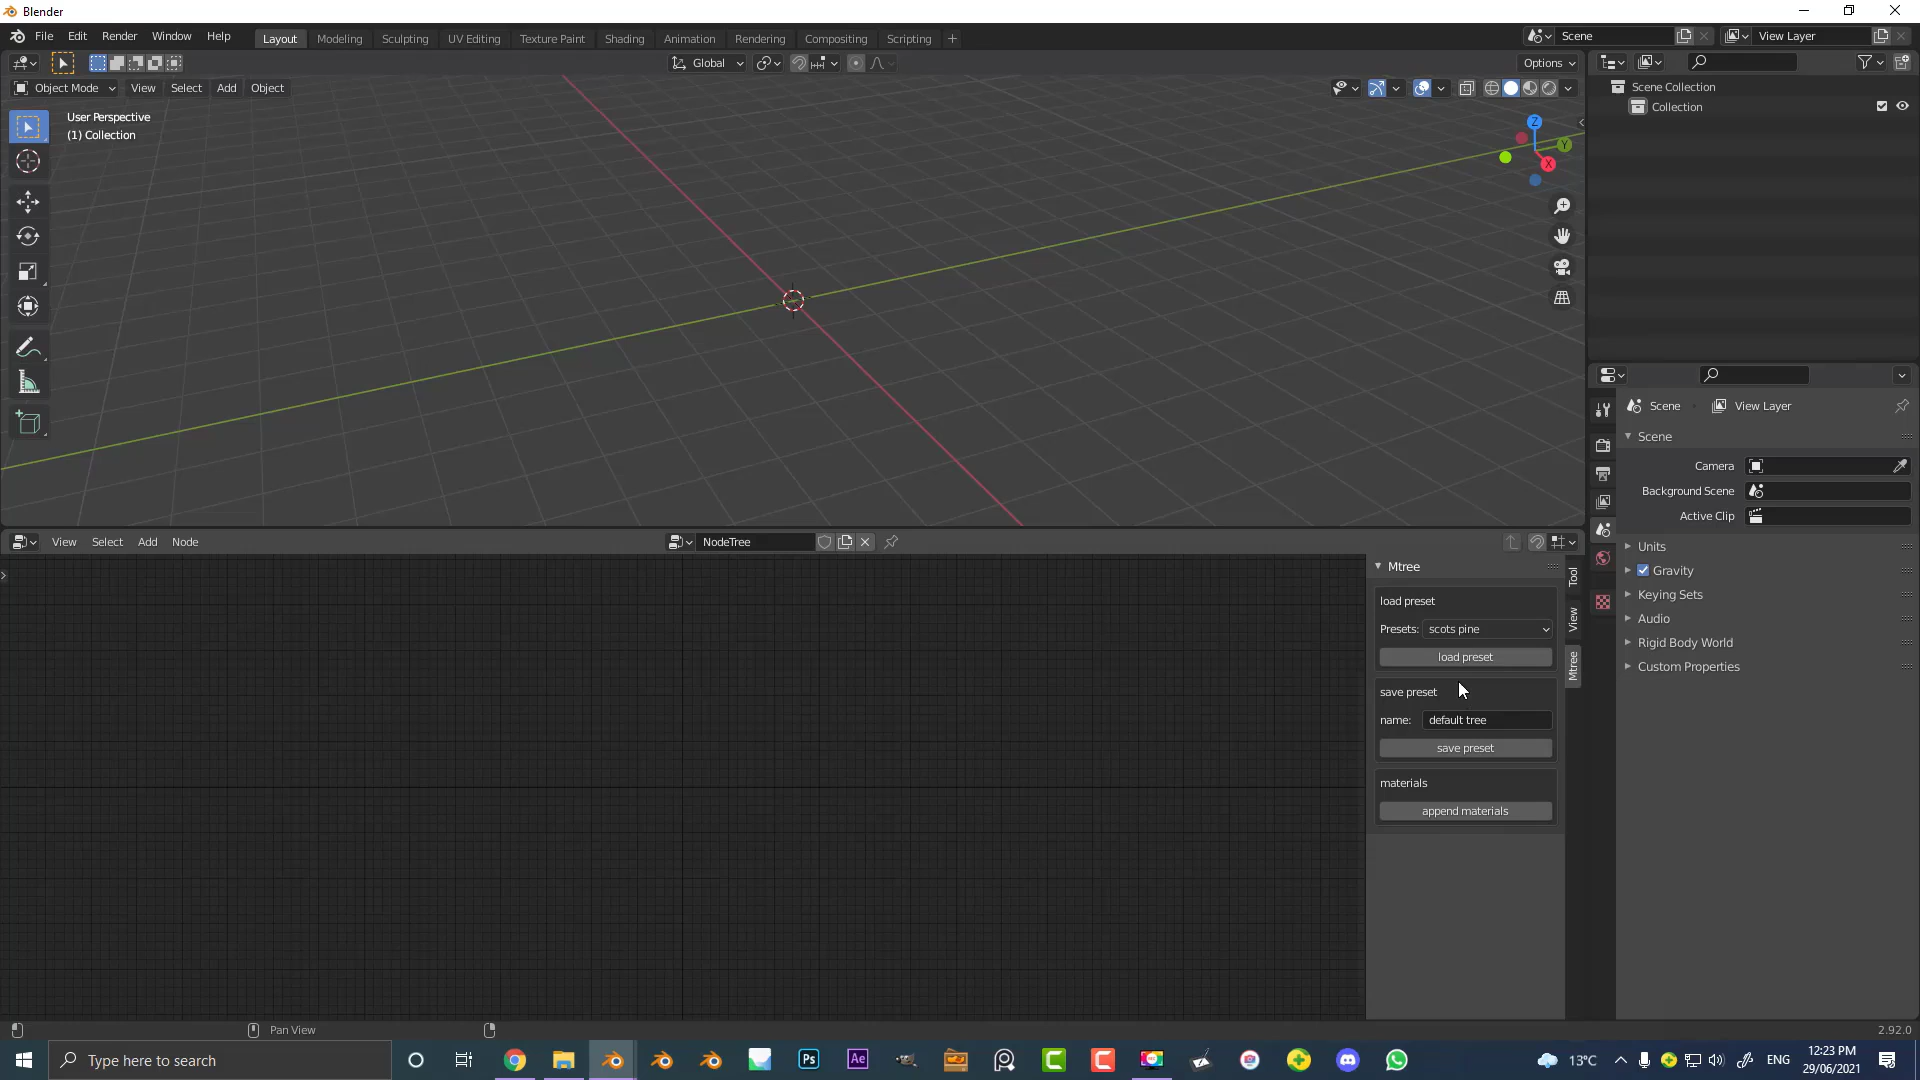 Blender
File Edit Render Window Help
Layout Modeling Sculpting UV Editing Texture Paint Shading Animation Rendering Compositing Scripting +
Scene
View Layer
Global
Options
Object Mode View Select Add Object
User Perspective
(1) Collection
Z
Y
X
Scene Collection
Collection
Scene View Layer
Scene
Camera
Background Scene
Active Clip
Units
Gravity
Keying Sets
Audio
Rigid Body World
Custom Properties
View Select Add Node
NodeTree
Mtree
load preset
Presets: scots pine
load preset
save preset
name: default tree
save preset
materials
append materials
Tool
View
Mtree
Pan View
2.92.0
Type here to search
Ps
Ae
13°C
ENG
12:23 PM
29/06/2021